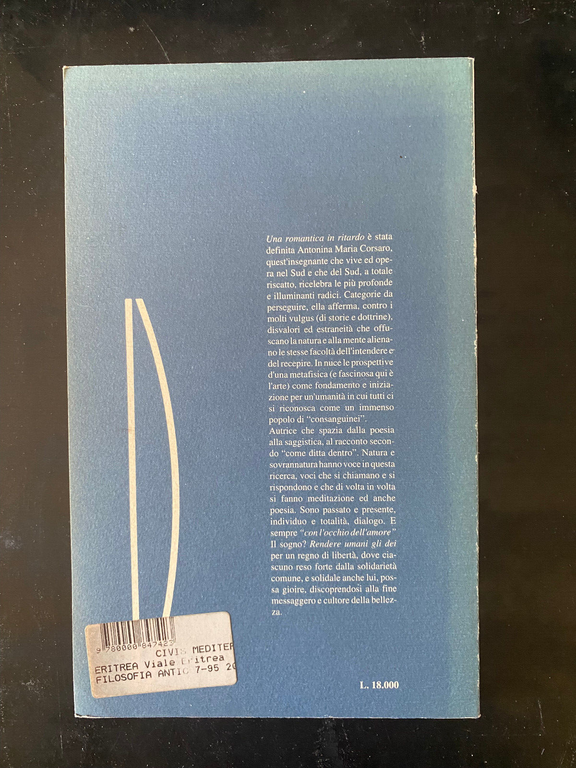 Una romantica in ritardo è stata
definita Antonina Maria Corsaro,
quest'insegnante che vive ed ope-
ra nel Sud e che del Sud, a totale
riscatto, ricelebra le più profonde
e illuminanti radici. Categorie da
perseguire, ella afferma, contro i
molti vulgus (di storie e dottrine),
disvalori ed estraneità che offu-
scano la natura e alla mente aliena-
no le stesse facoltà dell'intendere e
del recepire. In nuce le prospettive
d'una metafisica (e fascinosa qui è
l'arte) come fondamento e inizia-
zione per un'umanità in cui tutti ci
si riconosca come un immenso
popolo di “consanguinei”.
Autrice che spazia dalla poesia
alla saggistica, al racconto secon-
do “come ditta dentro”. Natura e
sovrannatura hanno voce in questa
ricerca, voci che si chiamano e si
rispondono e che di volta in volta
si fanno meditazione ed anche
poesia. Sono passato e presente,
individuo e totalità, dialogo. E
sempre “con l'occhio dell'amore”
Il sogno? Rendere umani gli dei
per un regno di libertà, dove cia-
scuno reso forte dalla solidarietà
comune, e solidale anche lui, pos-
sa gioire, discoprendosi alla fine
messaggero e cultore della bellez-
za.
9 780000 84742
CIVIS MEDITER
ERITREA Viale Eritrea
FILOSOFIA ANTIC 7-95 20
L. 18.000